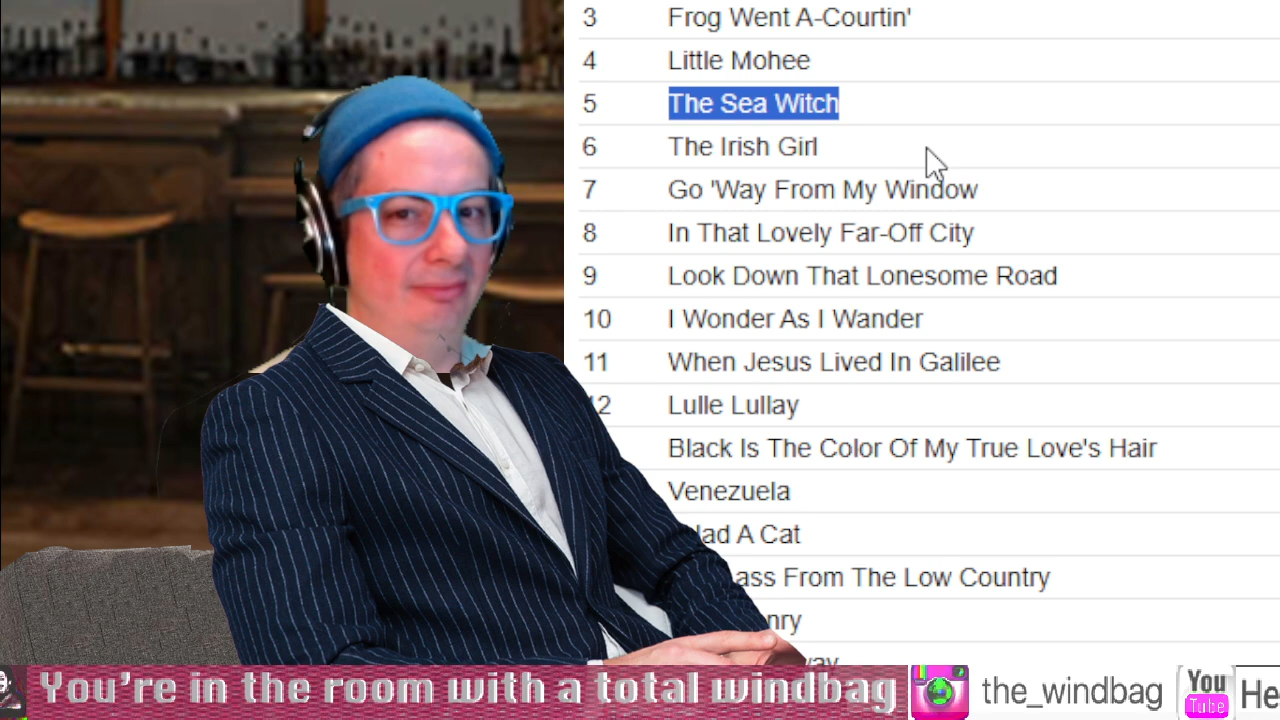 3 Frog Went A-Courtin'
4 Little Mohee
5 The Sea Witch
6 The Irish Girl
7 Go 'Way From My Window
8 In That Lovely Far-Off City
9 Look Down That Lonesome Road
10 I Wonder As I Wander
11 When Jesus Lived In Galilee
12 Lulle Lullay
Black Is The Color Of My True Love's Hair
Venezuela
A Cat
From The Low Country
You're in the room with a total windbag
the_windbag
You
Tube